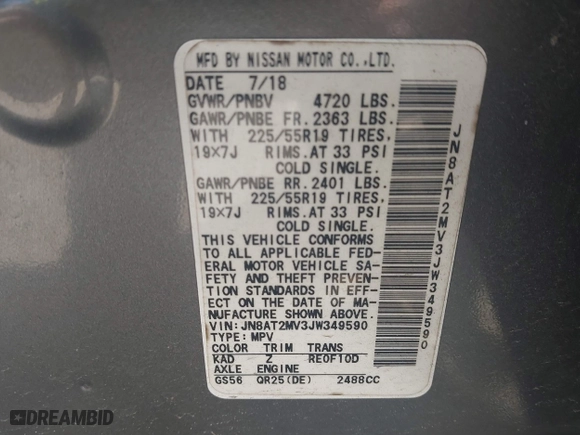 MFD BY NISSAN MOTOR CO.,LTD.
DATE 7/18
GVWR/PNBV 4720 LBS.
GAWR/PNBE FR. 2363 LBS.
WITH 225/55R19 TIRES.
19×7J RIMS. AT 33 PSI
COLD SINGLE.
GAWR/PNBE RR. 2401 LBS.
WITH 225/55R19 TIRES.
19×7J RIMS. AT 33 PSI
COLD SINGLE.
THIS VEHICLE CONFORMS
TO ALL APPLICABLE FED-
ERAL MOTOR VEHICLE SA-
FETY AND THEFT PREVEN-
TION STANDARDS IN EFF-
ECT ON THE DATE OF MA-
NUFACTURE SHOWN ABOVE.
VIN: JN8AT2MV3JW349590
TYPE: MPV
COLOR TRIM TRANS
KAD Z RE0F10D
AXLE ENGINE
GS56 QR25(DE) 2488CC
JN8AT2MV3JW349590
DREAMBID